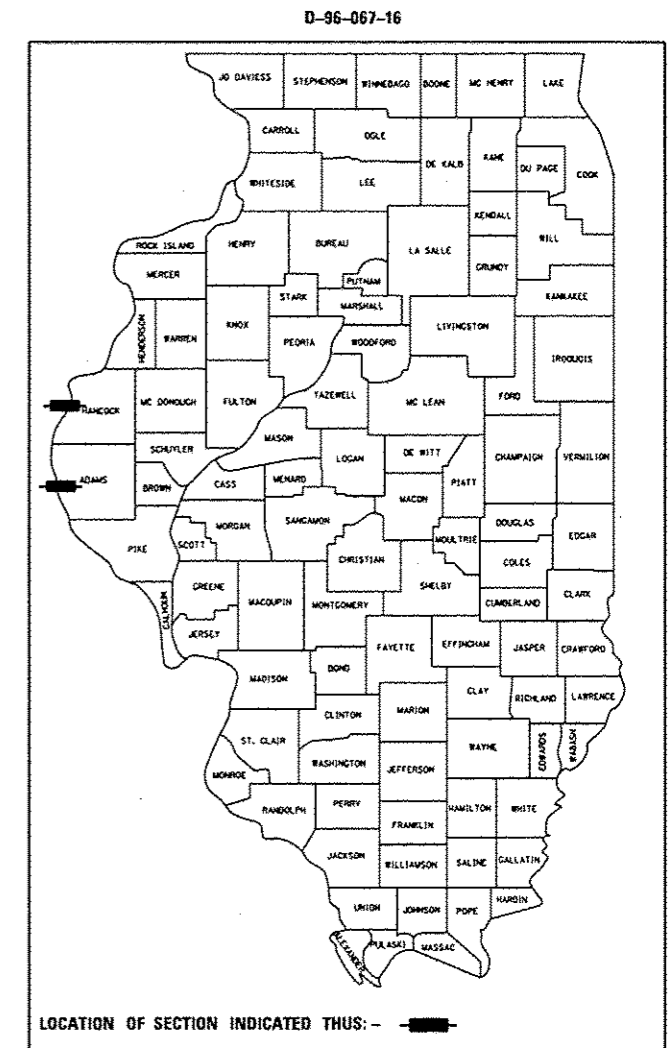 D-96-067-16
JO DAVIESS STEPHENSON WINNEBAGO BOONE MC HENRY LAKE
CARROLL OGLE DE KALB KANE DU PAGE COOK
WHITESIDE LEE
KENDALL WILL
ROCK ISLAND HENRY BUREAU LA SALLE GRUNDY
MERCER PUTNAM KANKAKEE
STARK MARSHALL
HENDERSON WARREN KNOX PEORIA WOODFORD LIVINGSTON IROQUOIS
HANCOCK MC DONOUGH FULTON TAZEWELL MC LEAN FORD
MASON
SCHUYLER LOGAN DE WITT CHAMPAIGN VERMILION
ADAMS BROWN CASS MENARD PIATT
MACON
MORGAN SANGAMON DOUGLAS EDGAR
PIKE SCOTT MOULTRIE
CHRISTIAN COLES
GREENE SHELBY
CALHOUN MACOUPIN MONTGOMERY CUMBERLAND CLARK
JERSEY
FAYETTE EFFINGHAM JASPER CRAWFORD
MADISON BOND
CLAY RICHLAND LAWRENCE
CLINTON MARION
ST. CLAIR WAYNE EDWARDS WABASH
WASHINGTON JEFFERSON
MONROE
RANDOLPH PERRY HAMILTON WHITE
FRANKLIN
JACKSON WILLIAMSON SALINE GALLATIN
UNION JOHNSON POPE HARDIN
ALEXANDER PULASKI MASSAC
LOCATION OF SECTION INDICATED THUS: -